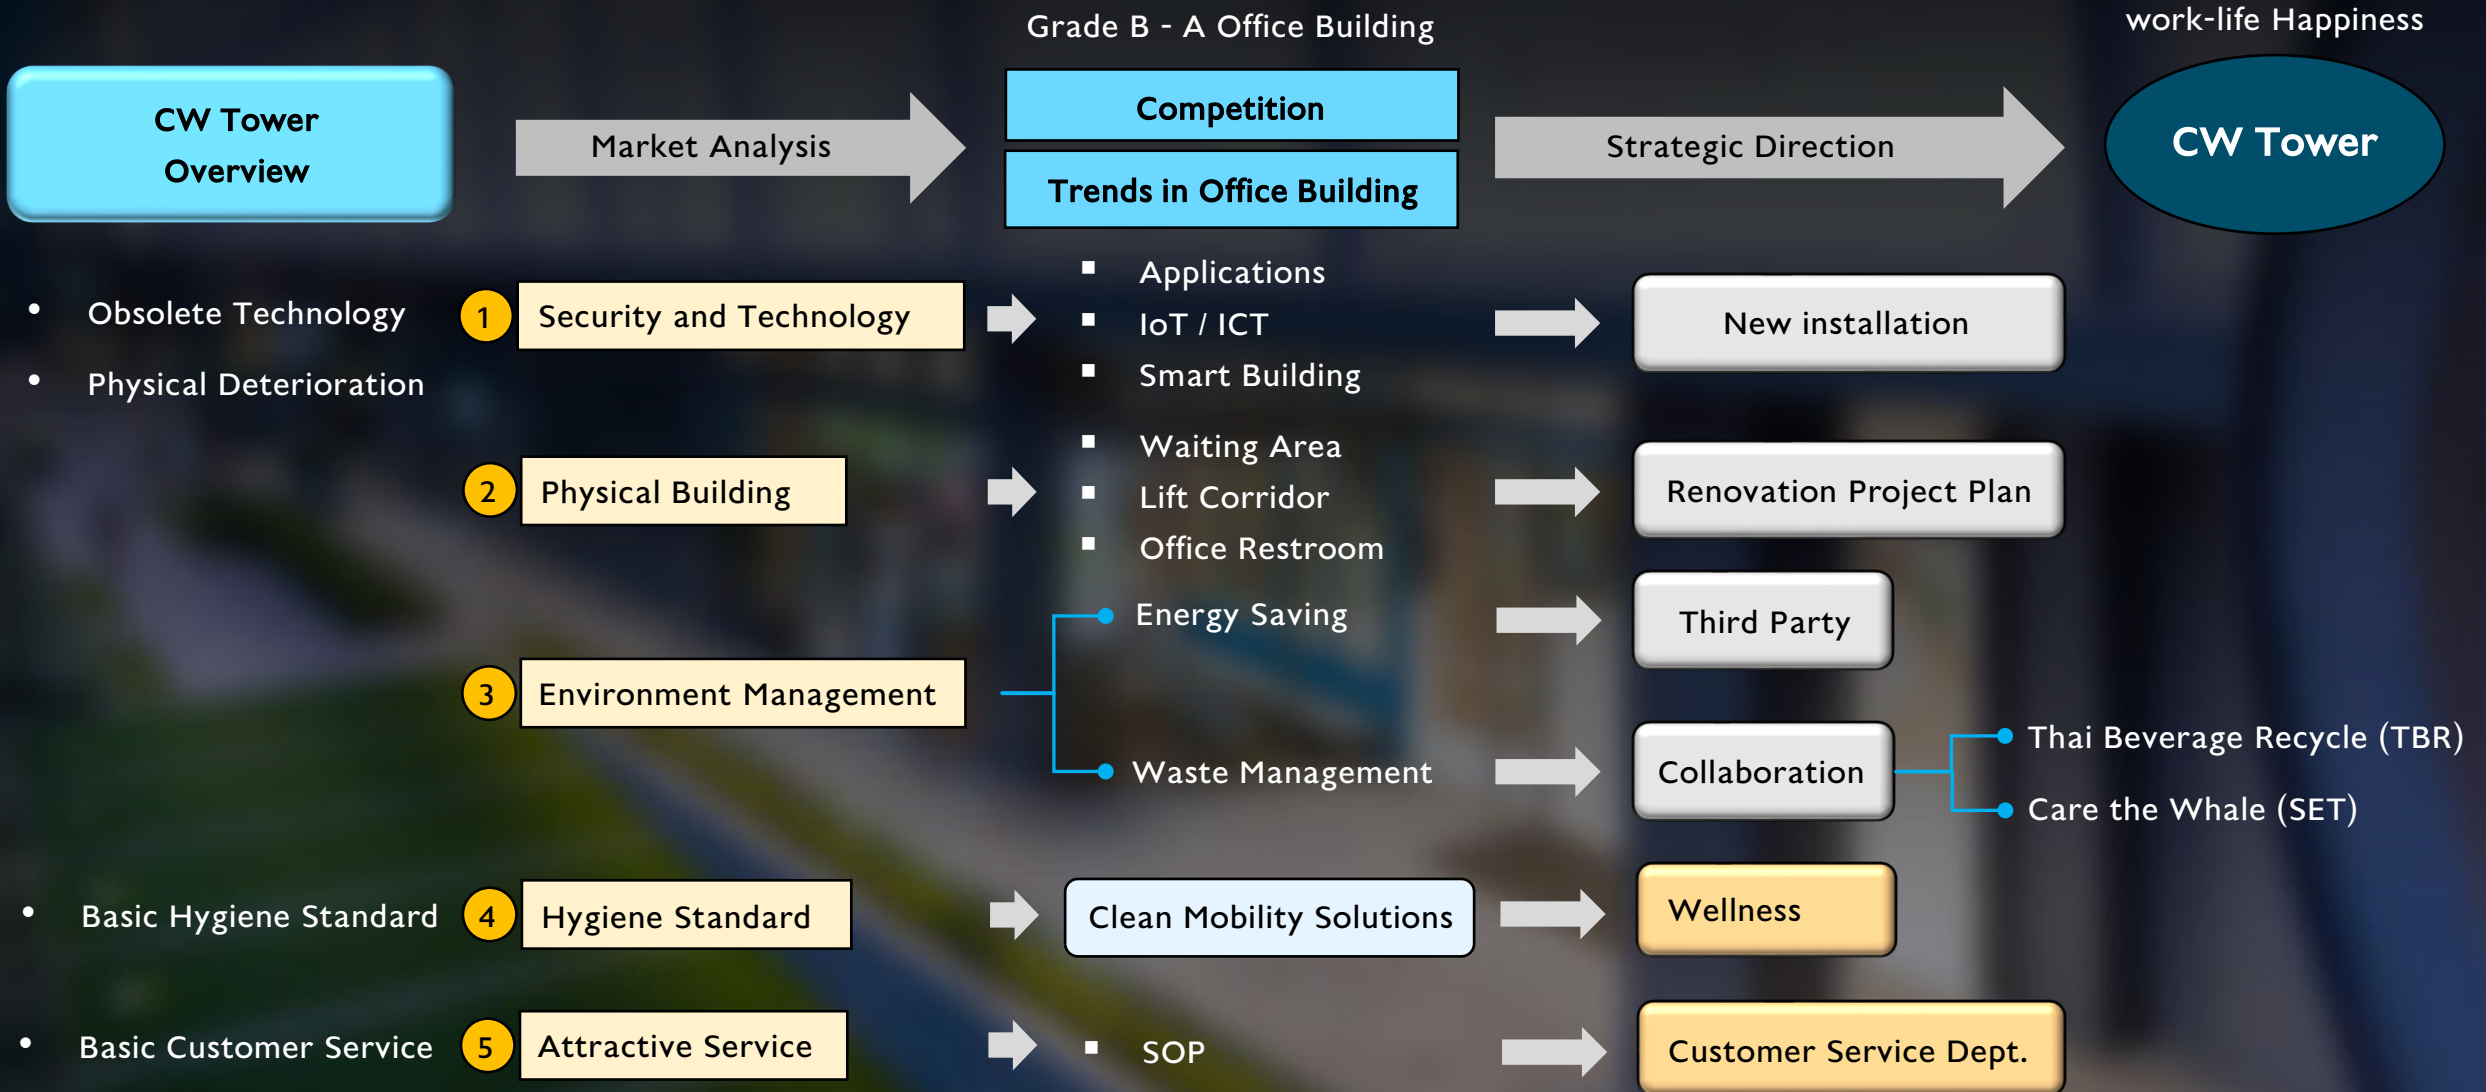 Grade B - A Office Building
work-life Happiness
CW Tower
Overview
Market Analysis
Competition
Trends in Office Building
Strategic Direction
CW Tower
• Obsolete Technology
• Physical Deterioration
1 Security and Technology
▪ Applications
▪ IoT / ICT
▪ Smart Building
New installation
2 Physical Building
▪ Waiting Area
▪ Lift Corridor
▪ Office Restroom
Renovation Project Plan
3 Environment Management
Energy Saving
Third Party
Waste Management
Collaboration
Thai Beverage Recycle (TBR)
Care the Whale (SET)
• Basic Hygiene Standard
4 Hygiene Standard
Clean Mobility Solutions
Wellness
• Basic Customer Service
5 Attractive Service
▪ SOP
Customer Service Dept.